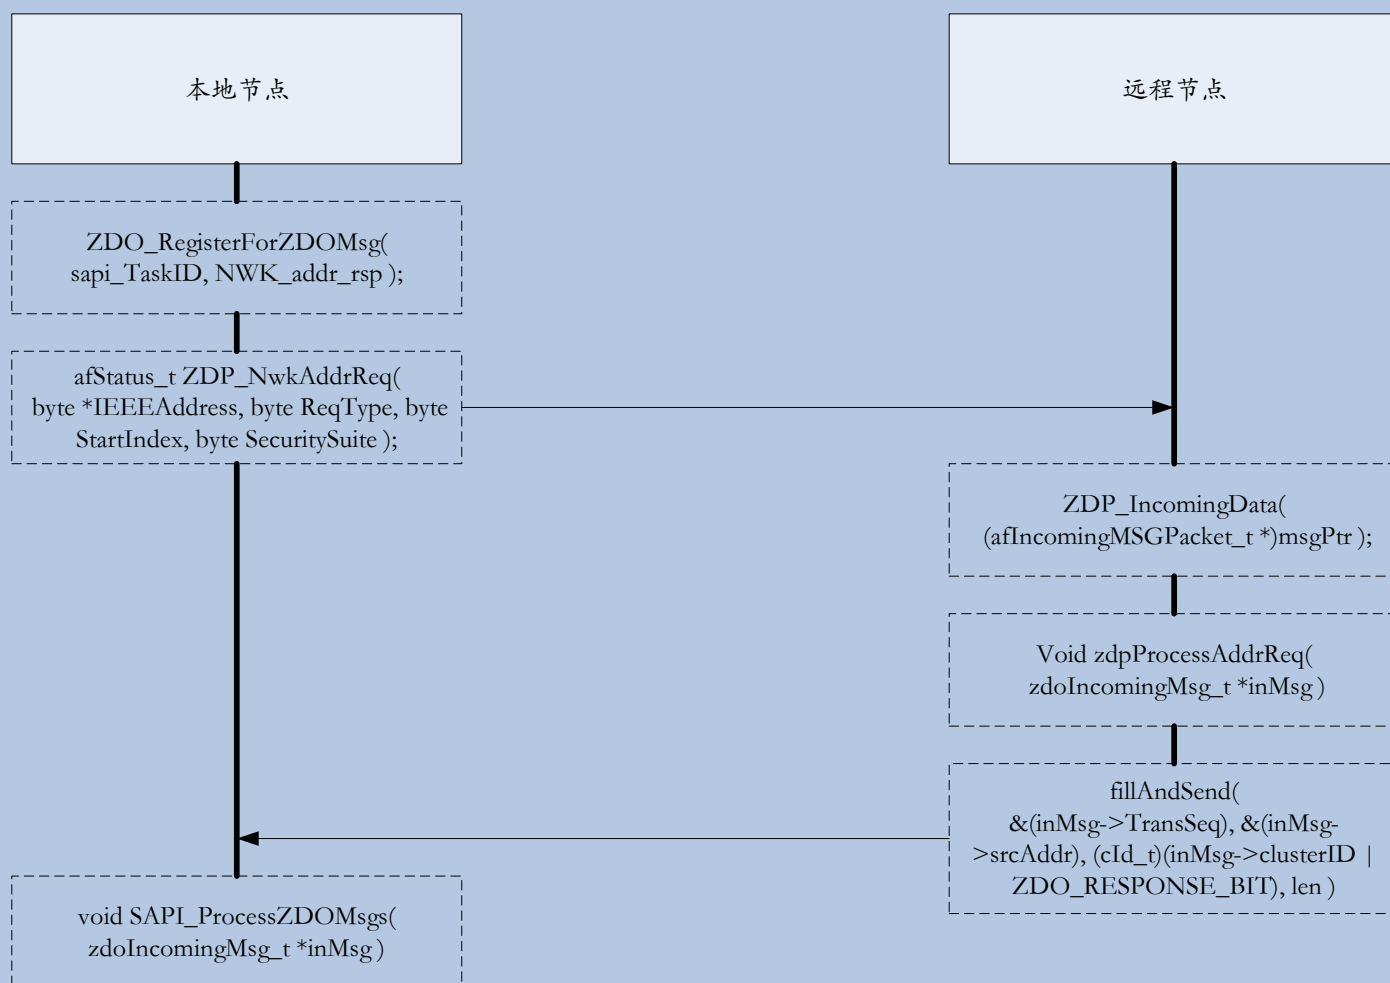 本地节点
远程节点
ZDO_RegisterForZDOMsg(
sapi_TaskID, NWK_addr_rsp );
afStatus_t ZDP_NwkAddrReq(
byte *IEEEAddress, byte ReqType, byte
StartIndex, byte SecuritySuite );
ZDP_IncomingData(
(afIncomingMSGPacket_t *)msgPtr );
Void zdpProcessAddrReq(
zdoIncomingMsg_t *inMsg )
fillAndSend(
&(inMsg->TransSeq), &(inMsg-
>srcAddr), (cId_t)(inMsg->clusterID |
ZDO_RESPONSE_BIT), len )
void SAPI_ProcessZDOMsgs(
zdoIncomingMsg_t *inMsg )